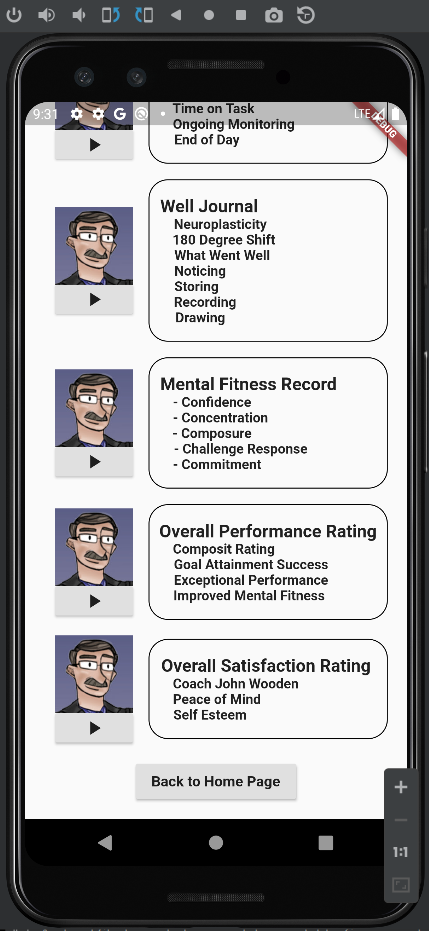 9:31
G
LTE
DEBUG
Time on Task
Ongoing Monitoring
End of Day
Well Journal
Neuroplasticity
180 Degree Shift
What Went Well
Noticing
Storing
Recording
Drawing
Mental Fitness Record
- Confidence
- Concentration
- Composure
- Challenge Response
- Commitment
Overall Performance Rating
Composit Rating
Goal Attainment Success
Exceptional Performance
Improved Mental Fitness
Overall Satisfaction Rating
Coach John Wooden
Peace of Mind
Self Esteem
Back to Home Page
1:1